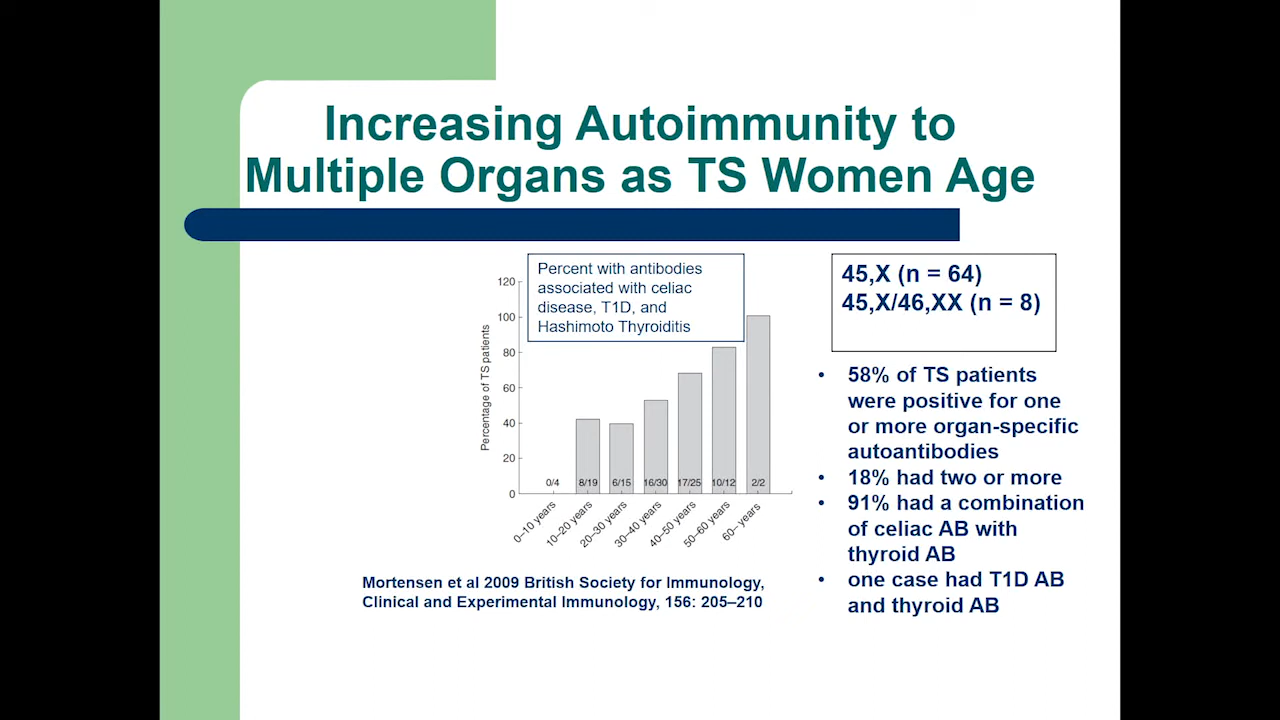 Increasing Autoimmunity to
Multiple Organs as TS Women Age
Percent with antibodies
associated with celiac
disease, T1D, and
Hashimoto Thyroiditis
Percentage of TS patients
120
100
80
60
40
20
0
0/4
8/19
6/15
16/30
17/25
10/12
2/2
0–10 years
10–20 years
20–30 years
30–40 years
40–50 years
50–60 years
60– years
Mortensen et al 2009 British Society for Immunology,
Clinical and Experimental Immunology, 156: 205–210
45,X (n = 64)
45,X/46,XX (n = 8)
• 58% of TS patients
were positive for one
or more organ-specific
autoantibodies
• 18% had two or more
• 91% had a combination
of celiac AB with
thyroid AB
• one case had T1D AB
and thyroid AB